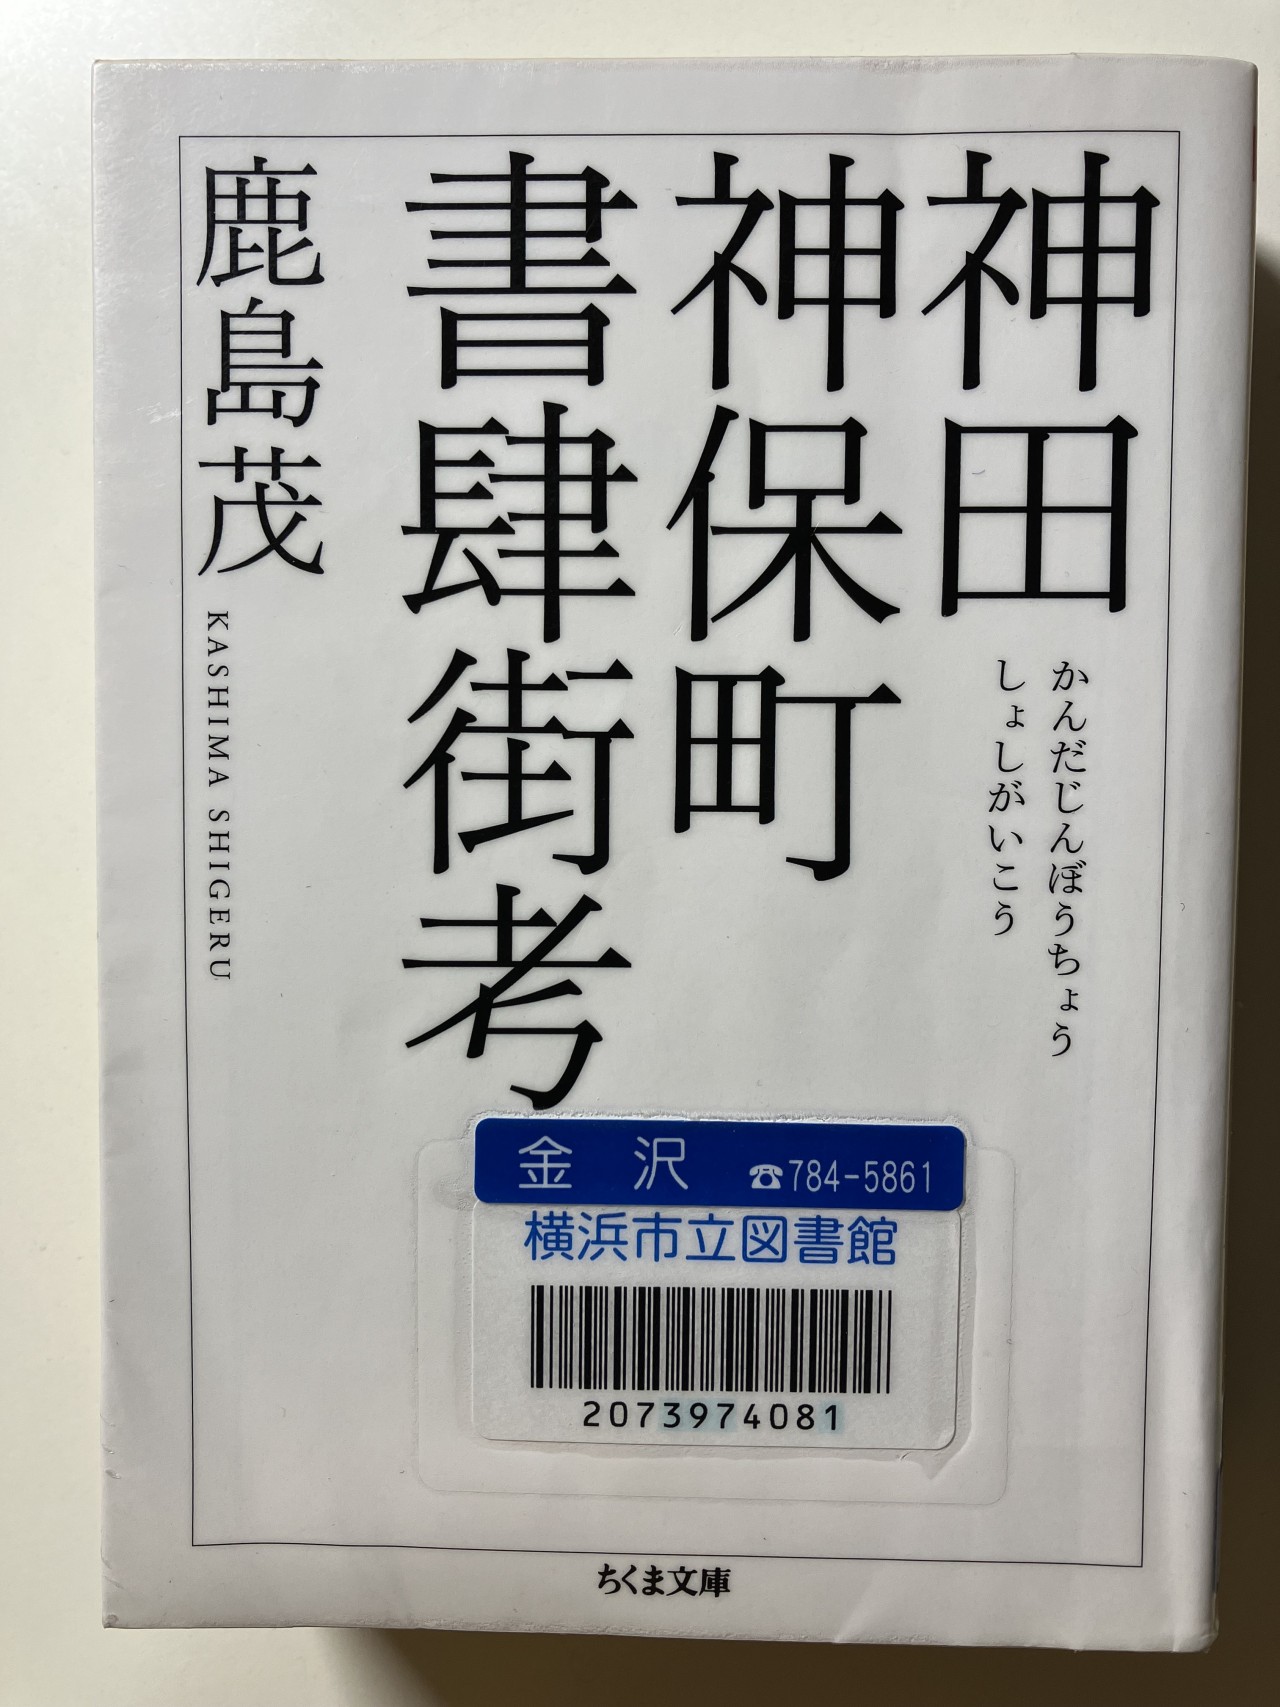 神田
かんだじんぼうちょう
しょしがいこう
神保町
書肆街考
鹿島茂
KASHIMA SHIGERU
金沢 ☎784-5861
横浜市立図書館
2073974081
ちくま文庫